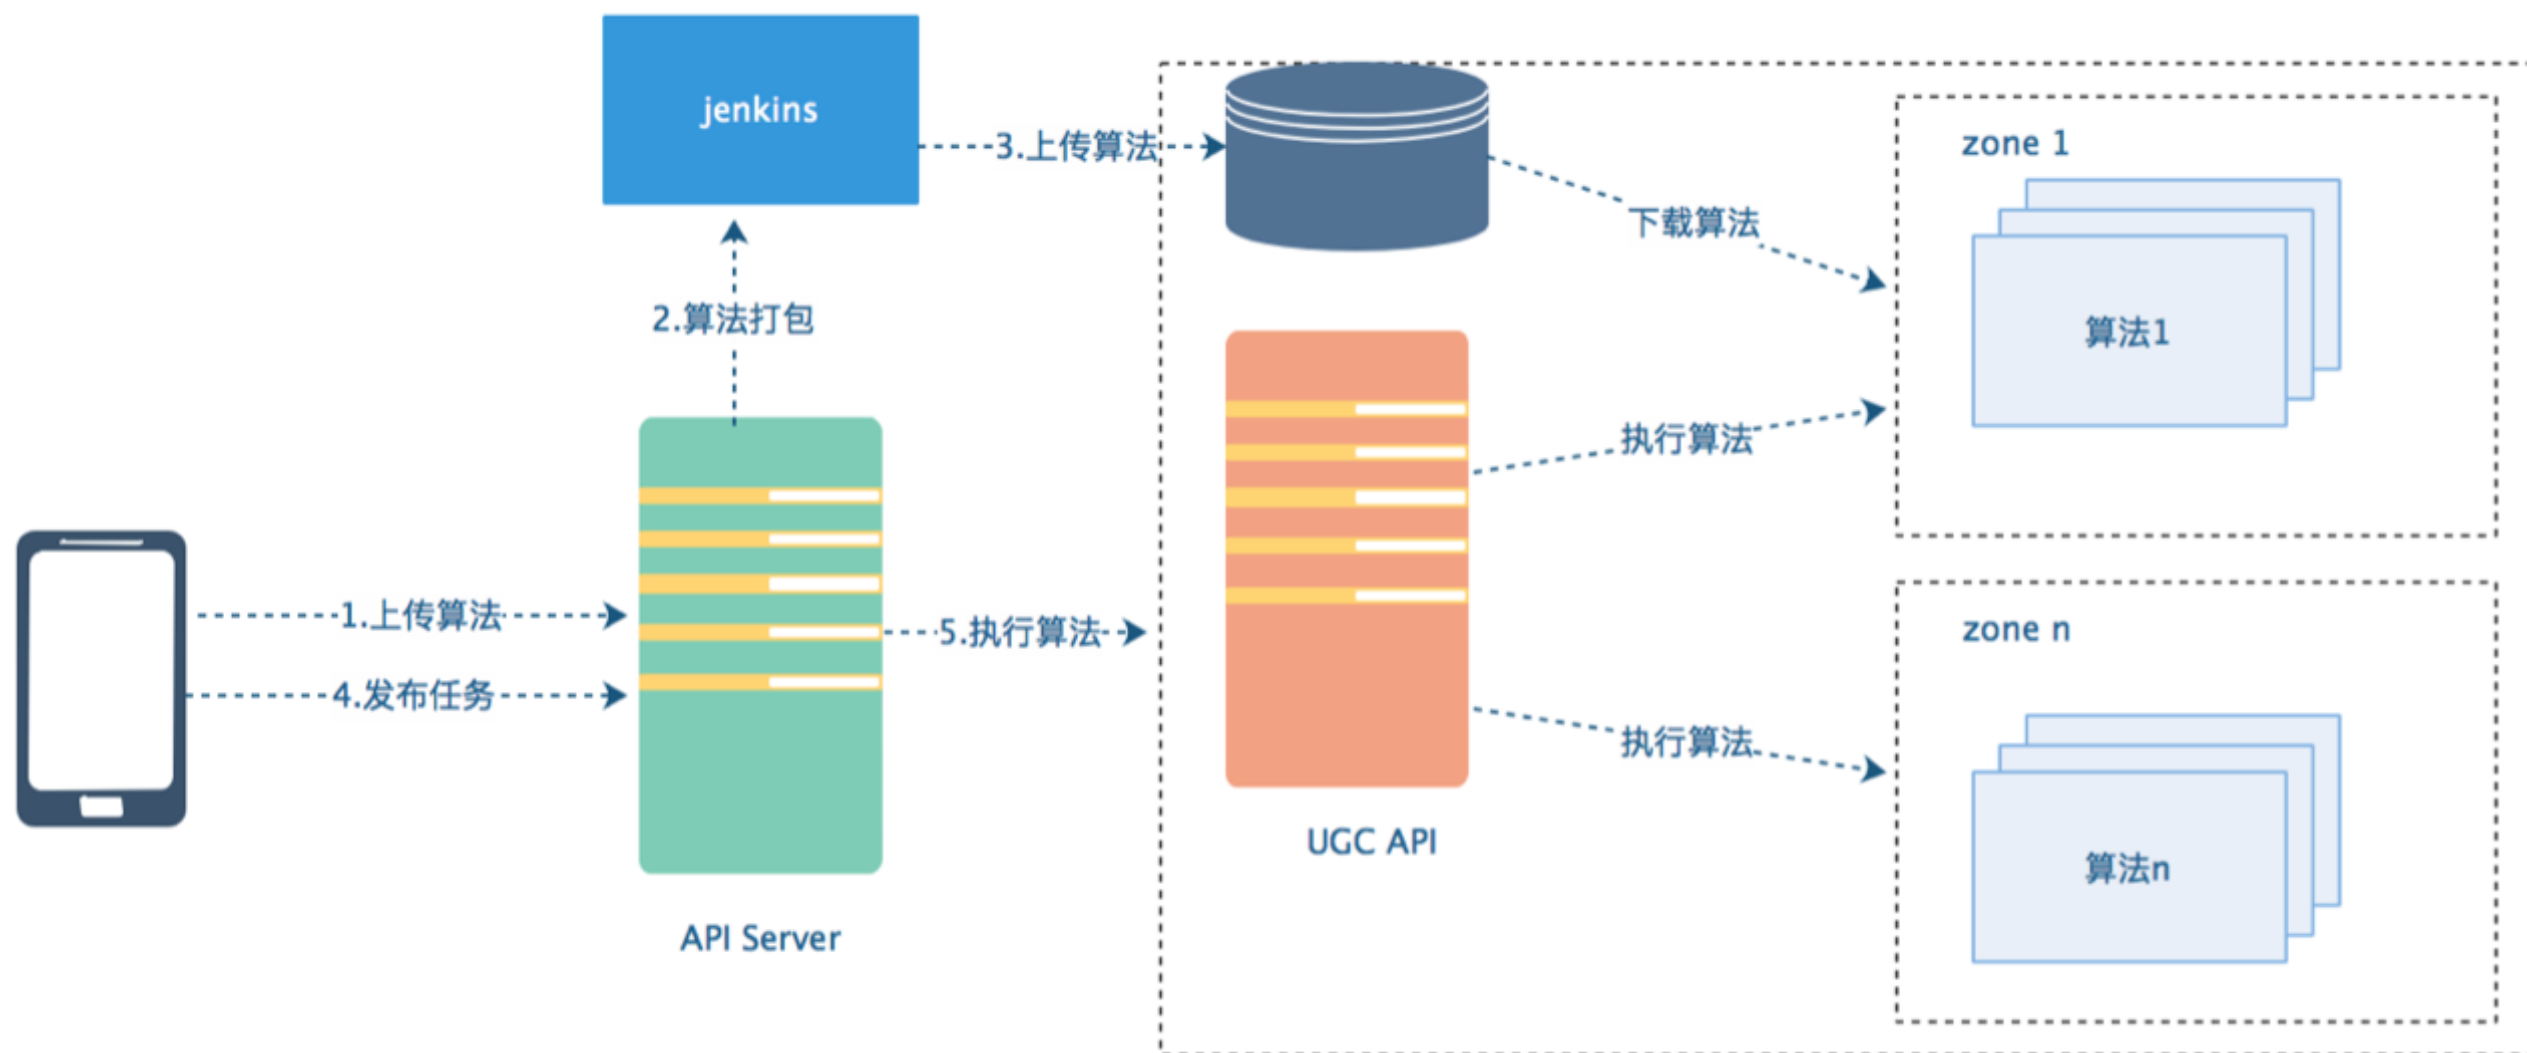 jenkins
3.上传算法
zone 1
下载算法
2.算法打包
算法1
执行算法
1.上传算法
5.执行算法
zone n
4.发布任务
执行算法
UGC API
算法n
API Server